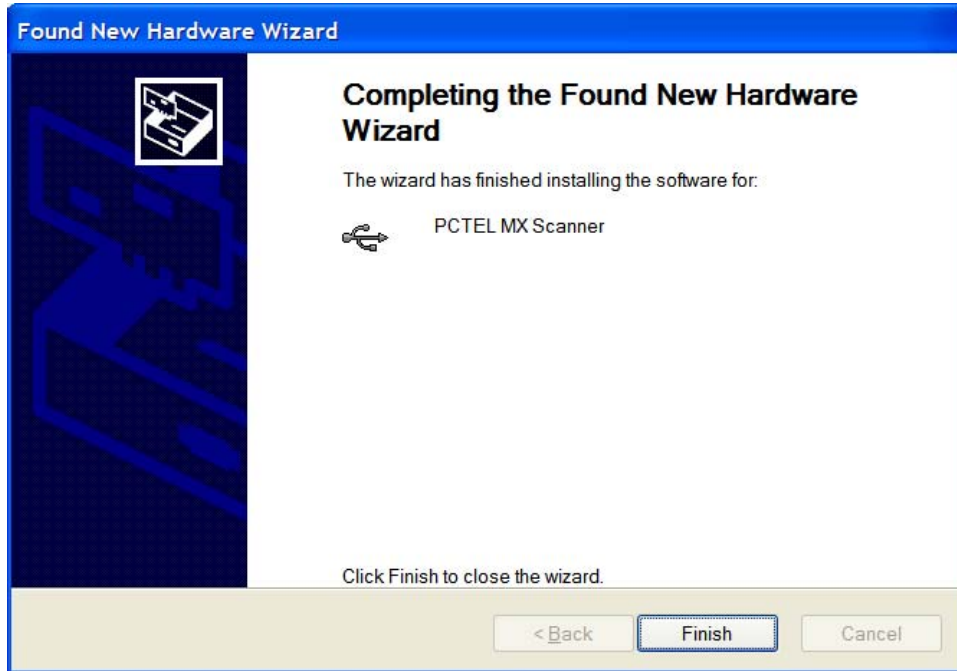 Found New Hardware Wizard
Completing the Found New Hardware
Wizard
The wizard has finished installing the software for:
PCTEL MX Scanner
Click Finish to close the wizard.
< Back
Finish
Cancel